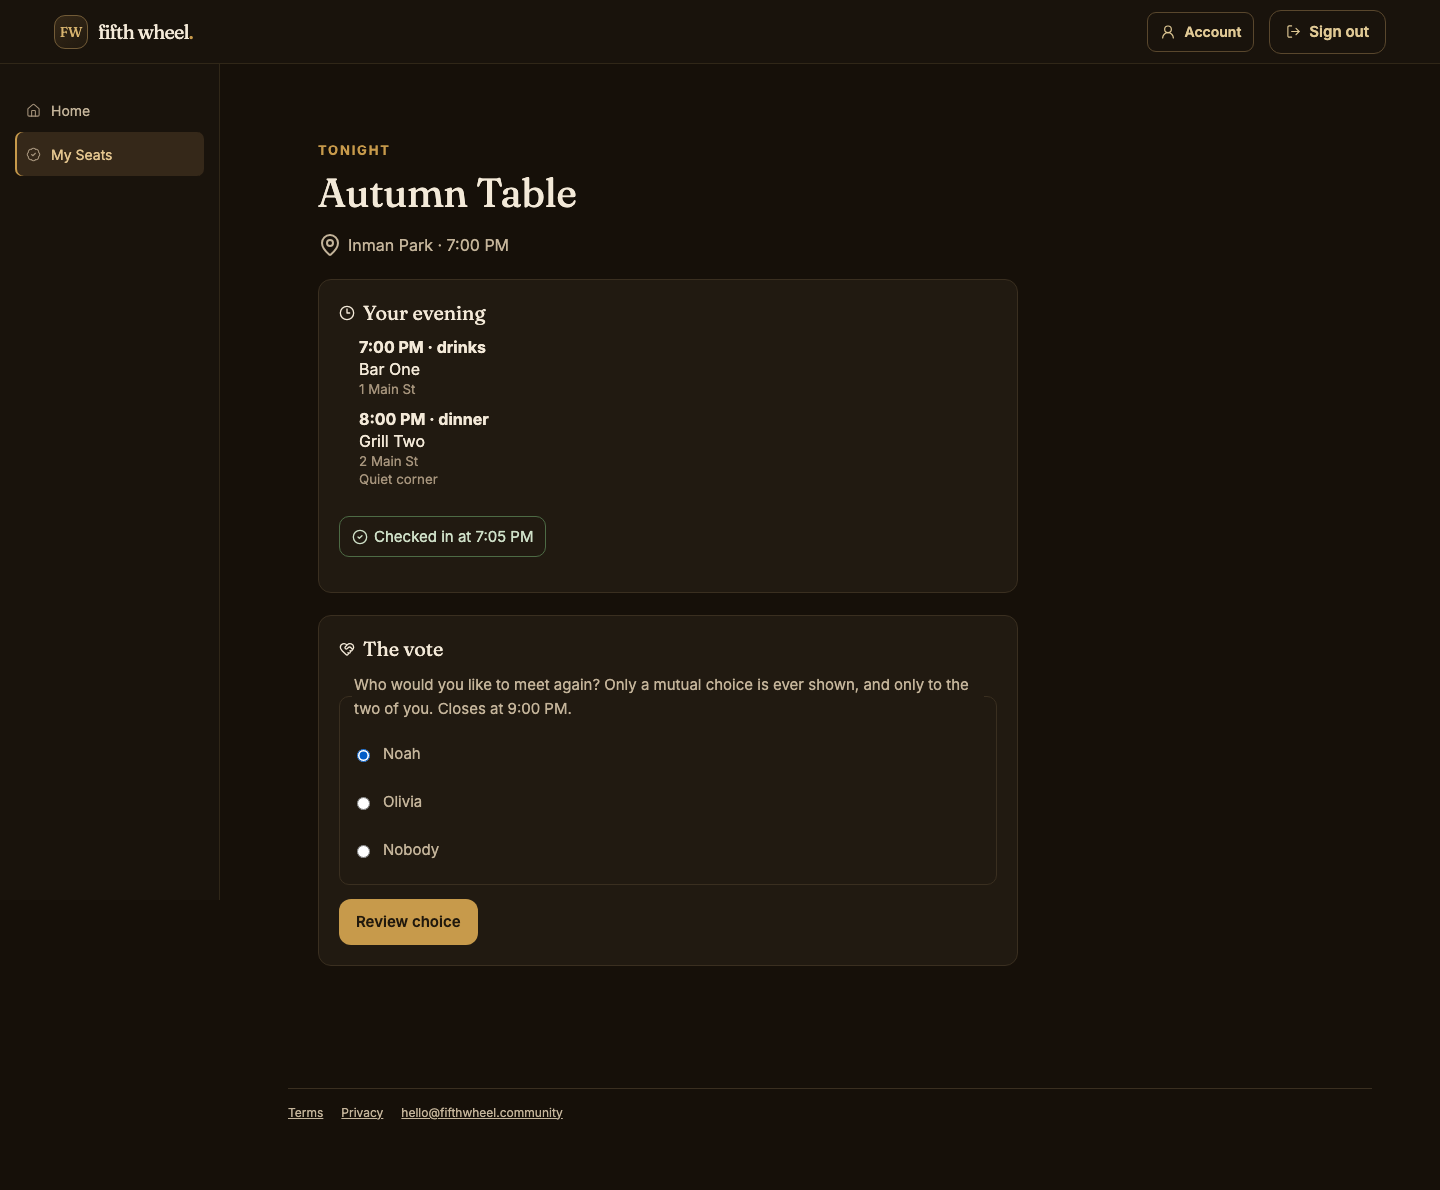 FW fifth wheel.
Account
Sign out
Home
My Seats
TONIGHT
Autumn Table
Inman Park · 7:00 PM
Your evening
7:00 PM · drinks
Bar One
1 Main St
8:00 PM · dinner
Grill Two
2 Main St
Quiet corner
Checked in at 7:05 PM
The vote
Who would you like to meet again? Only a mutual choice is ever shown, and only to the
two of you. Closes at 9:00 PM.
Noah
Olivia
Nobody
Review choice
Terms Privacy hello@fifthwheel.community